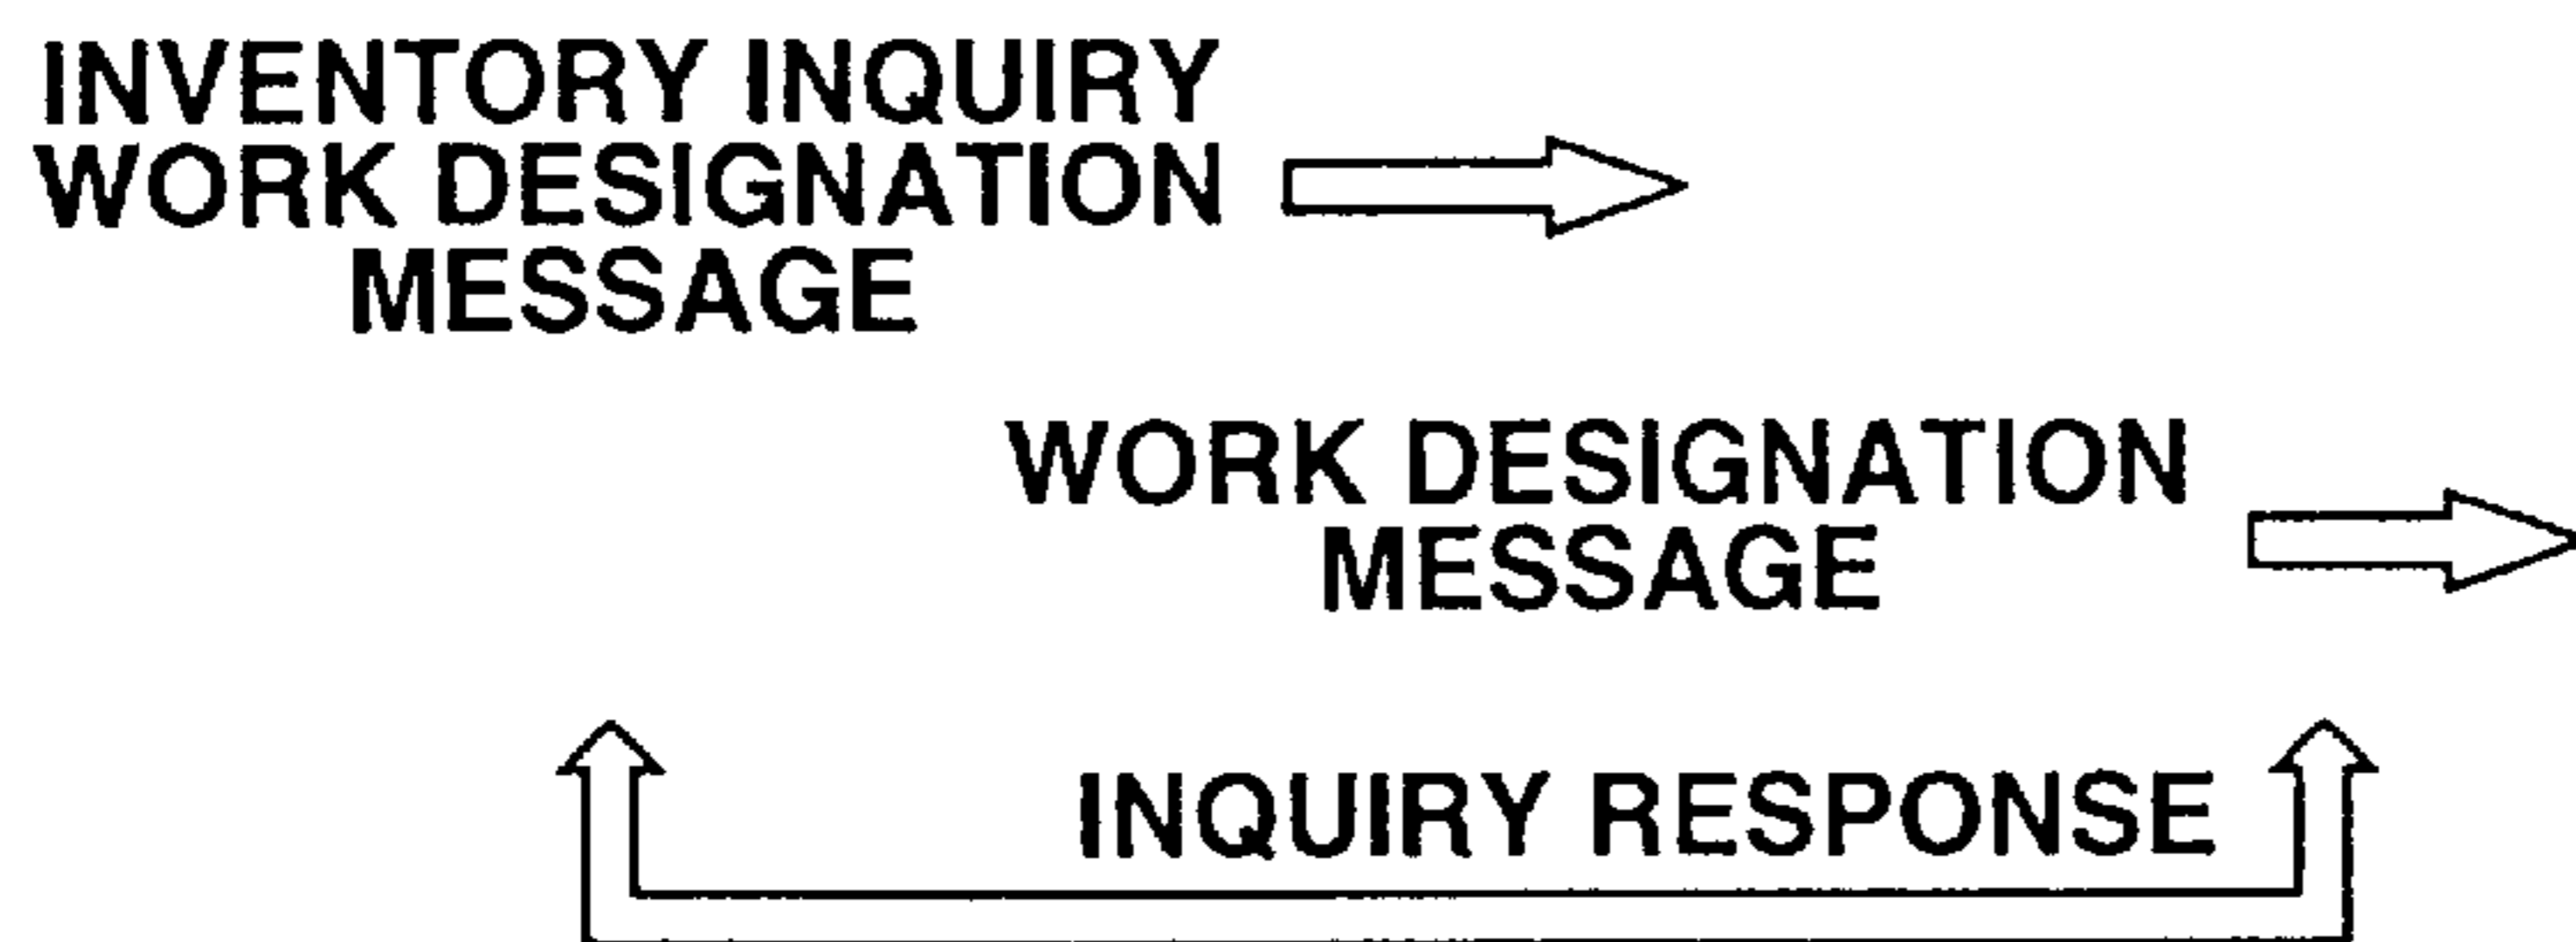 INVENTORY INQUIRY
WORK DESIGNATION
MESSAGE
WORK DESIGNATION
MESSAGE
INQUIRY RESPONSE